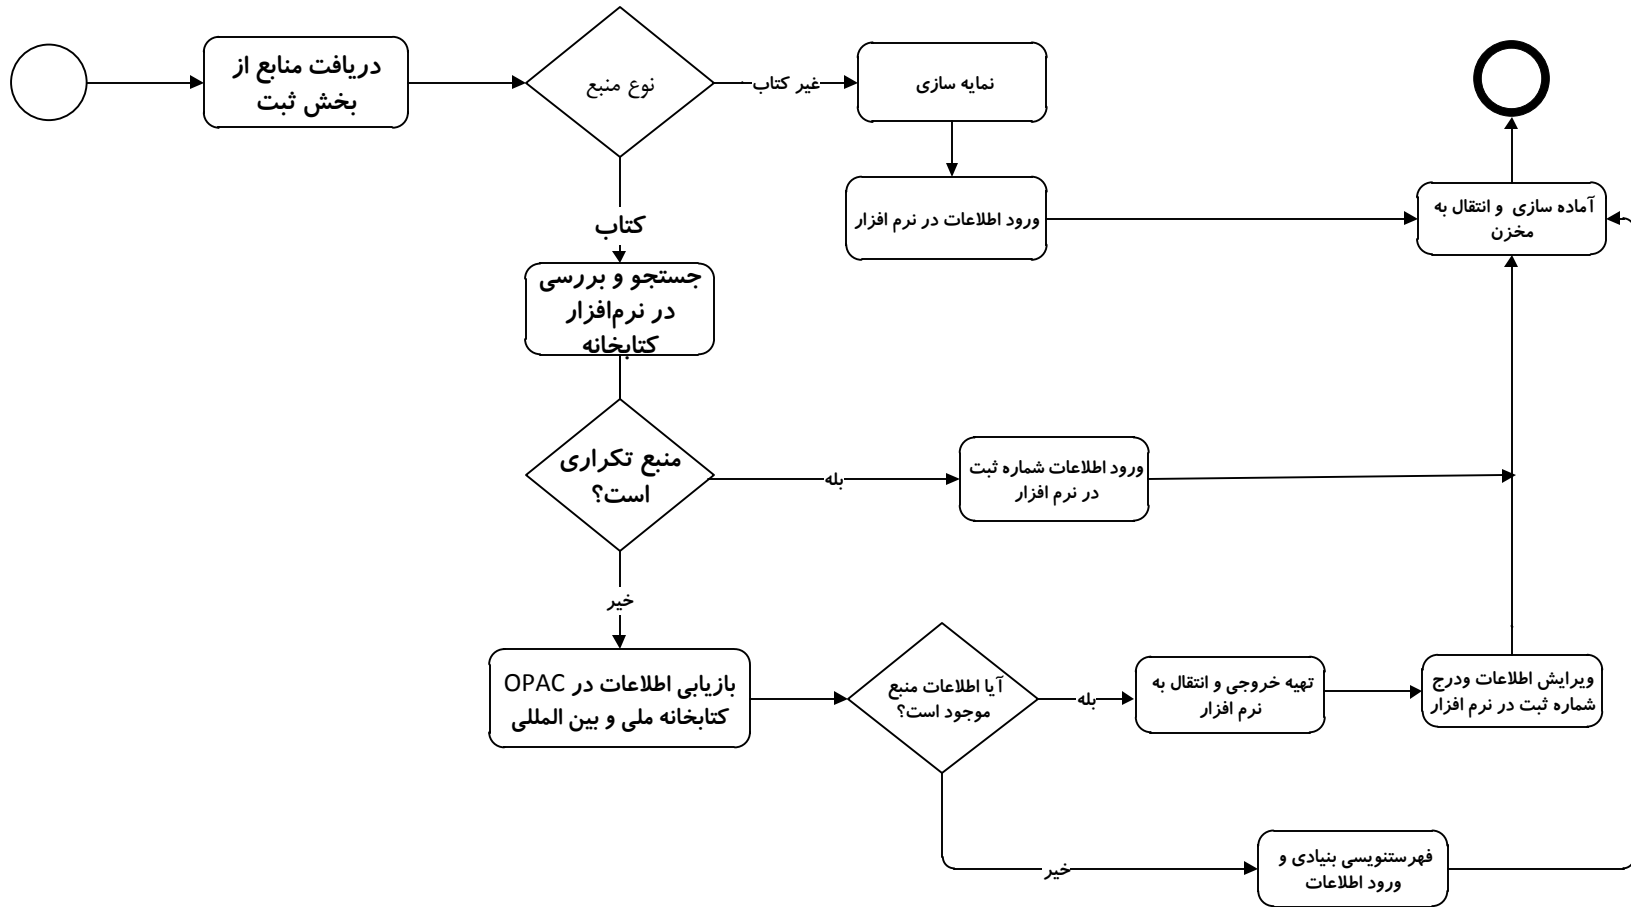 دریافت منابع از
بخش ثبت
نوع منبع
غیر کتاب
نمایه سازی
ورود اطلاعات در نرم افزار
آماده سازی و انتقال به
مخزن
کتاب
جستجو و بررسی
در نرم‌افزار
کتابخانه
منبع تکراری
است؟
بله
ورود اطلاعات شماره ثبت
در نرم افزار
خیر
بازیابی اطلاعات در OPAC
کتابخانه ملی و بین المللی
آیا اطلاعات منبع
موجود است؟
بله
تهیه خروجی و انتقال به
نرم افزار
ویرایش اطلاعات ودرج
شماره ثبت در نرم افزار
خیر
فهرستنویسی بنیادی و
ورود اطلاعات